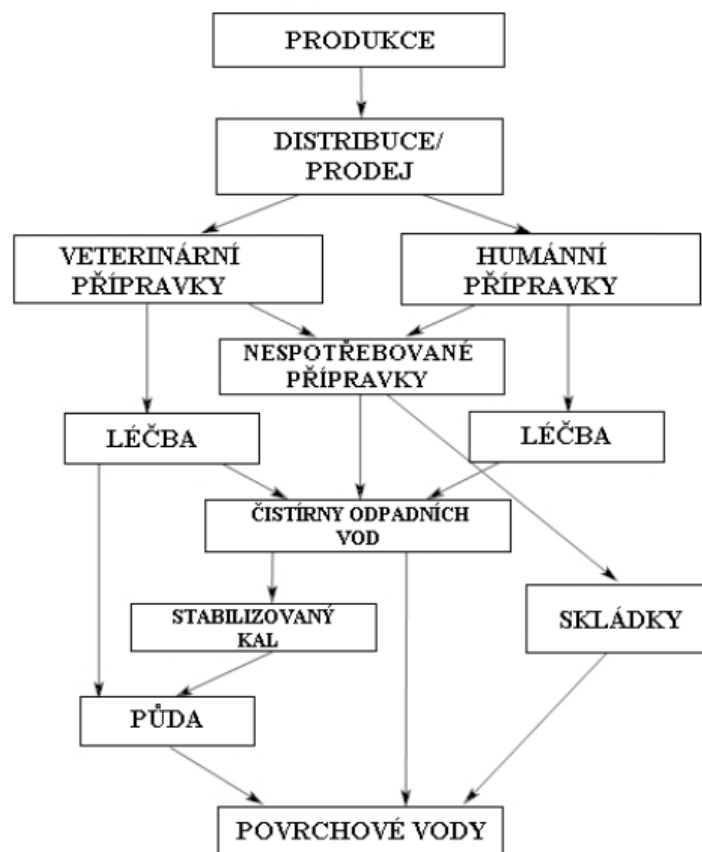 PRODUKCE
DISTRIBUCE/
PRODEJ
VETERINÁRNÍ
PŘÍPRAVKY
HUMÁNNÍ
PŘÍPRAVKY
NESPOTŘEBOVANÉ
PŘÍPRAVKY
LÉČBA
LÉČBA
ČISTÍRNY ODPADNÍCH
VOD
STABILIZOVANÝ
KAL
SKLÁDKY
PŮDA
POVRCHOVÉ VODY